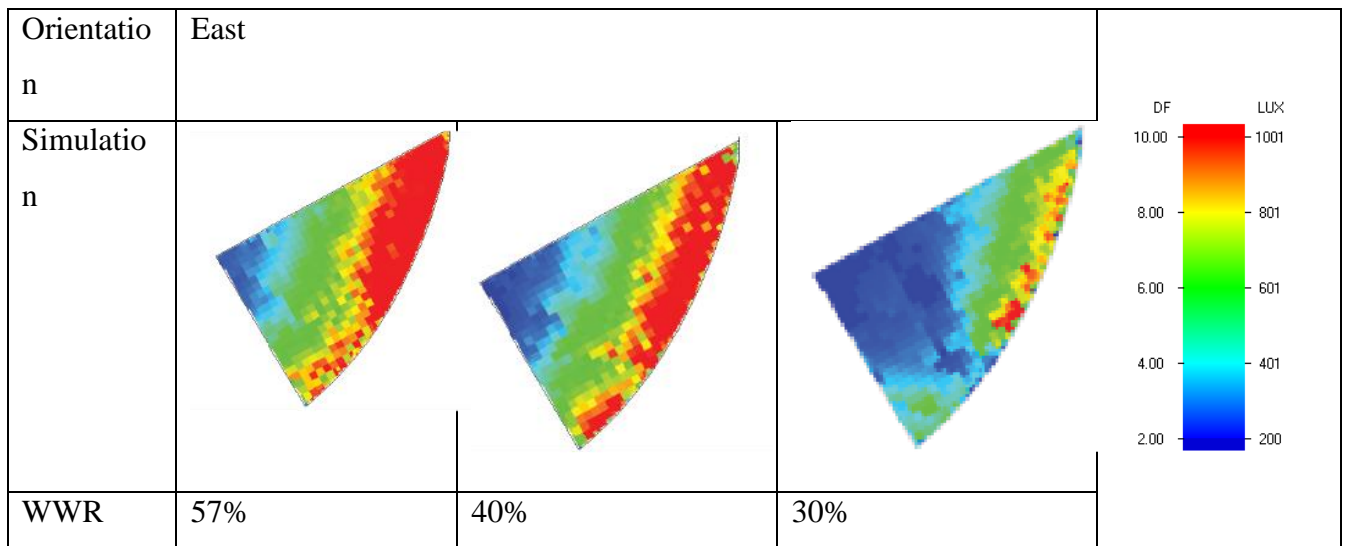 Orientatio
n
East
Simulatio
n
DF LUX
10.00 1001
8.00 801
6.00 601
4.00 401
2.00 200
WWR
57%
40%
30%